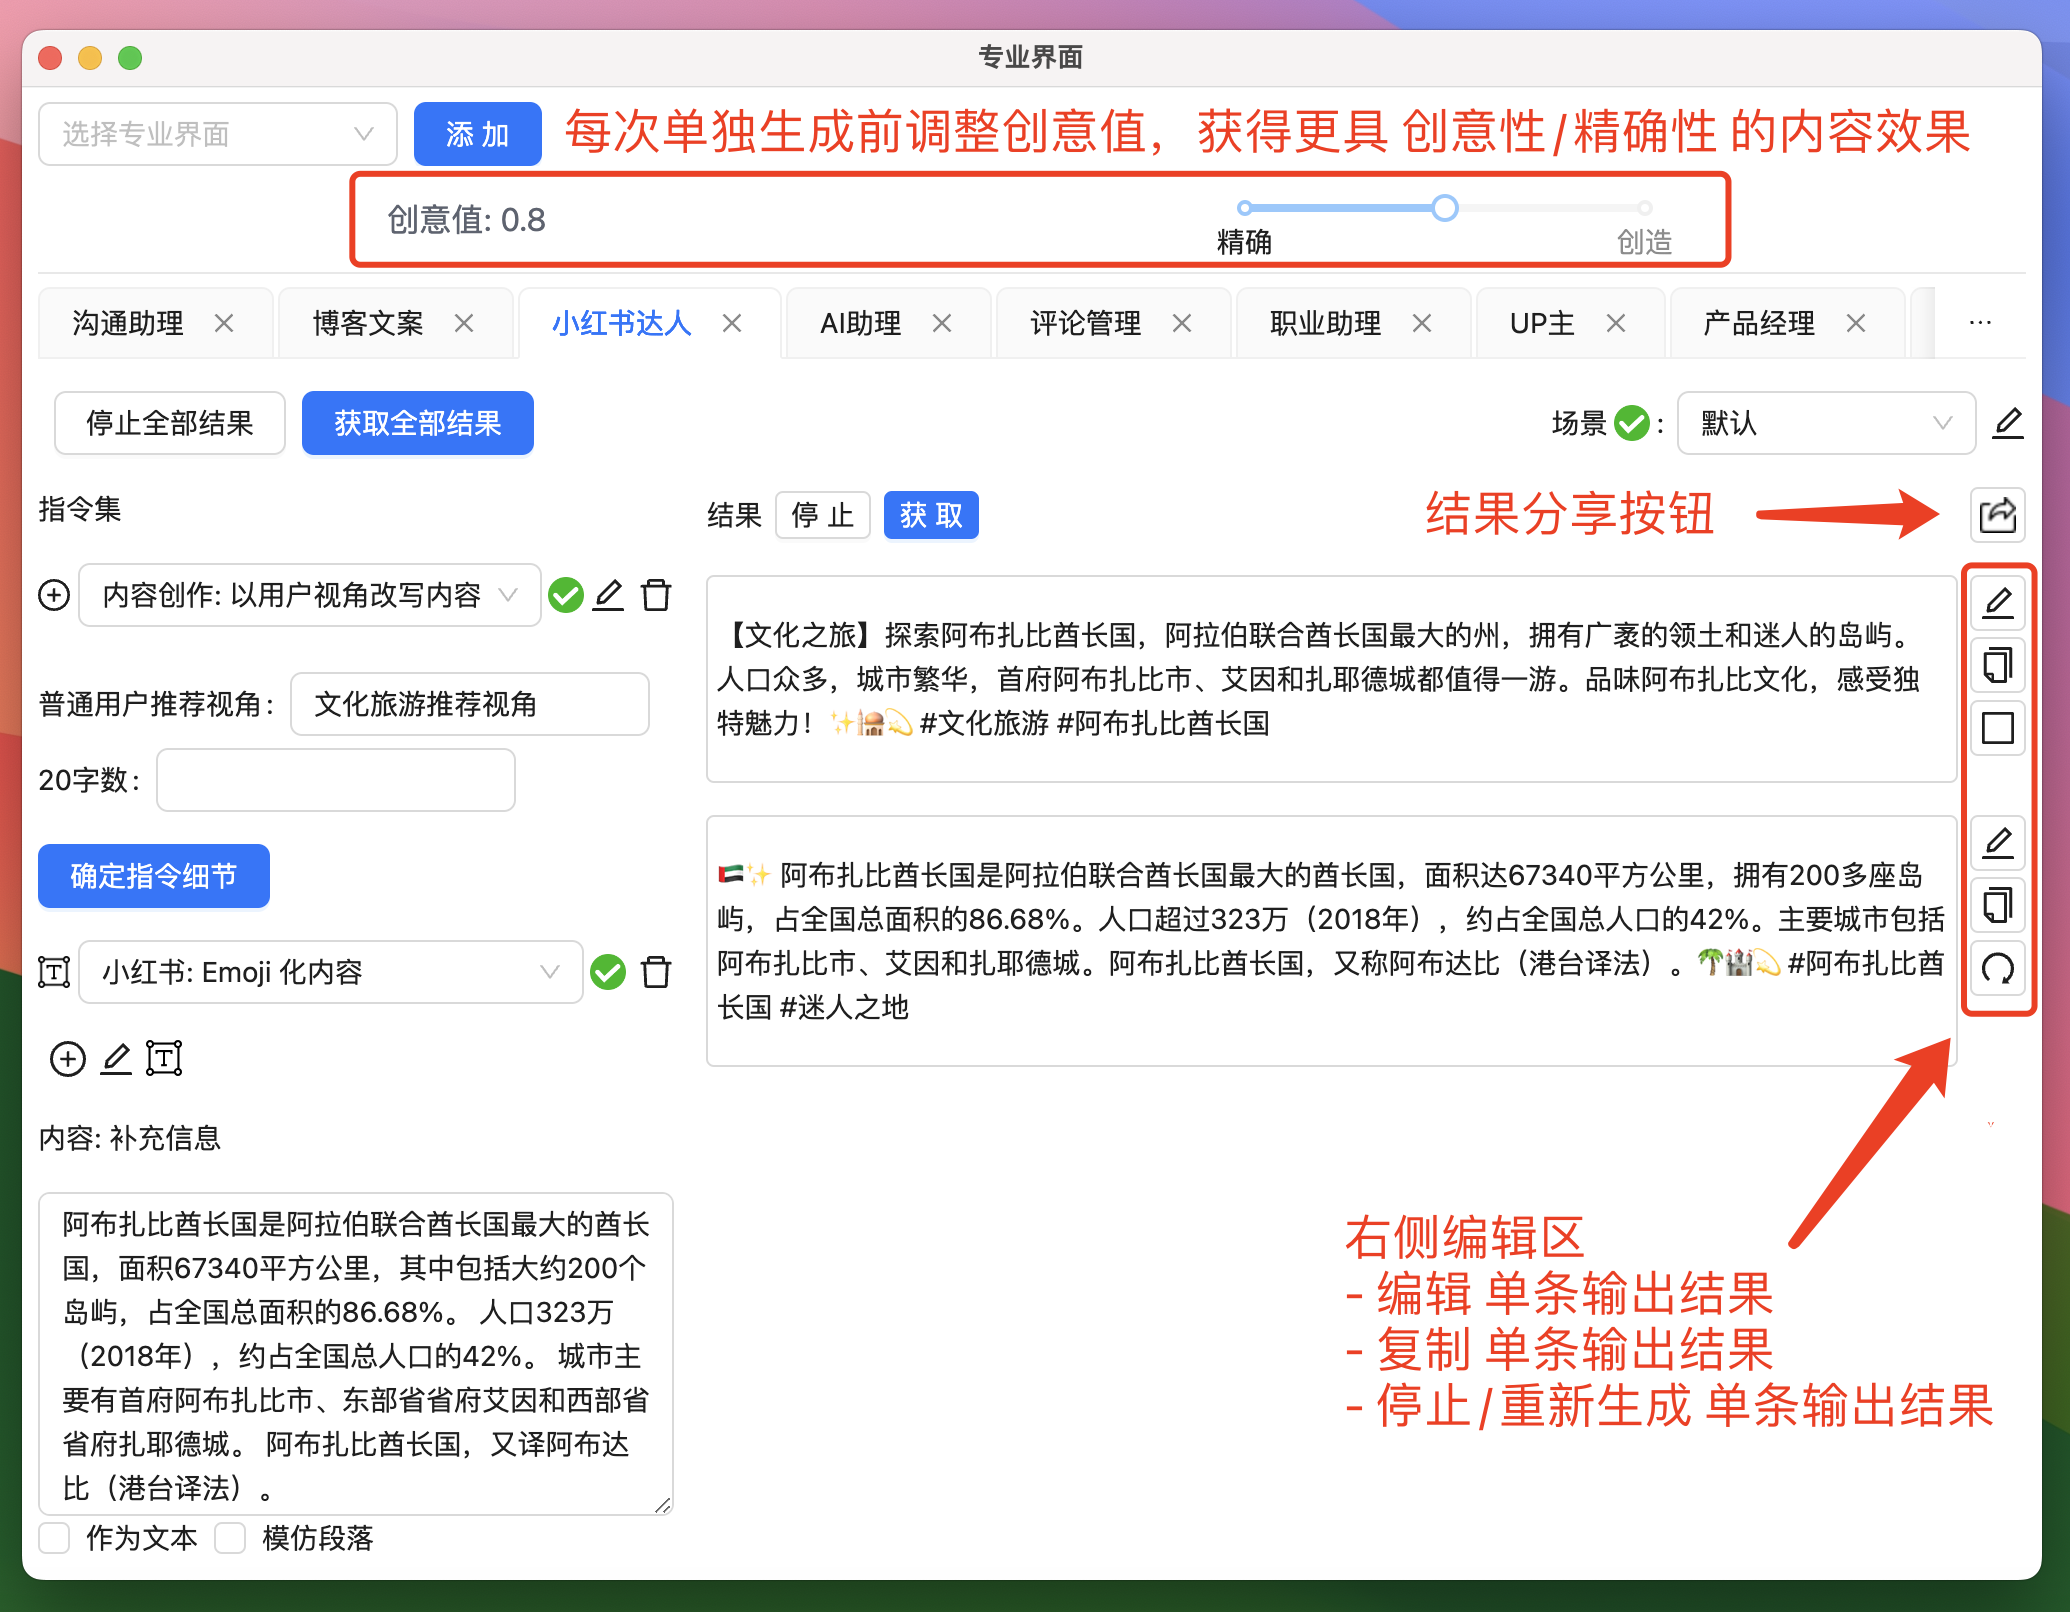 专业界面
选择专业界面
添 加
每次单独生成前调整创意值，获得更具 创意性/精确性 的内容效果
创意值: 0.8
精确
创造
沟通助理
博客文案
小红书达人
AI助理
评论管理
职业助理
UP主
产品经理
...
停止全部结果
获取全部结果
场景 :
默认
指令集
结果
停 止
获 取
结果分享按钮
内容创作: 以用户视角改写内容
普通用户推荐视角:
文化旅游推荐视角
20字数:
确定指令细节
小红书: Emoji 化内容
内容: 补充信息
阿布扎比酋长国是阿拉伯联合酋长国最大的酋长
国，面积67340平方公里，其中包括大约200个
岛屿，占全国总面积的86.68%。 人口323万
（2018年），约占全国总人口的42%。 城市主
要有首府阿布扎比市、东部省省府艾因和西部省
省府扎耶德城。 阿布扎比酋长国，又译阿布达
比（港台译法）。
作为文本
模仿段落
【文化之旅】探索阿布扎比酋长国，阿拉伯联合酋长国最大的州，拥有广袤的领土和迷人的岛屿。
人口众多，城市繁华，首府阿布扎比市、艾因和扎耶德城都值得一游。品味阿布扎比文化，感受独
特魅力！✨🕌💫 #文化旅游 #阿布扎比酋长国
🇦🇪✨ 阿布扎比酋长国是阿拉伯联合酋长国最大的酋长国，面积达67340平方公里，拥有200多座岛
屿，占全国总面积的86.68%。人口超过323万（2018年），约占全国总人口的42%。主要城市包括
阿布扎比市、艾因和扎耶德城。阿布扎比酋长国，又称阿布达比（港台译法）。🌴🏰💫 #阿布扎比酋
长国 #迷人之地
右侧编辑区
- 编辑 单条输出结果
- 复制 单条输出结果
- 停止/重新生成 单条输出结果